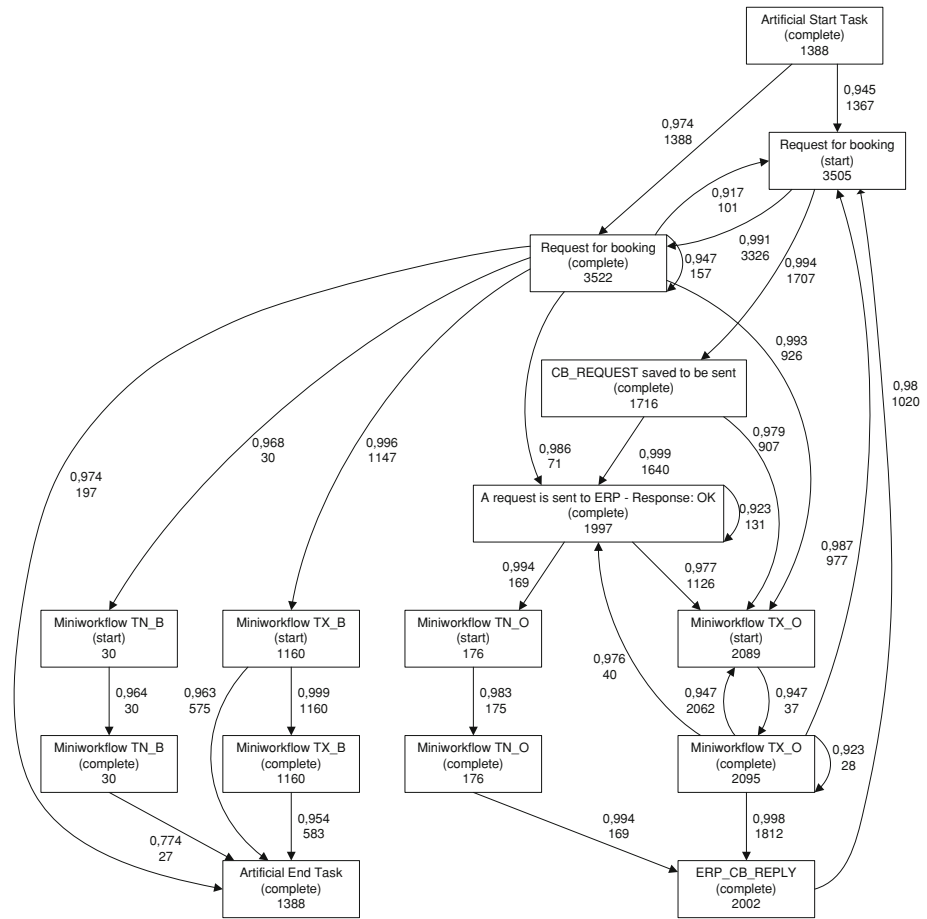 Artificial Start Task
(complete)
1388
0,945
1367
0,974
1388
Request for booking
(start)
3505
0,917
101
0,991
3326
0,994
1707
Request for booking
(complete)
3522
0,947
157
0,993
926
CB_REQUEST saved to be sent
(complete)
1716
0,98
1020
0,968
30
0,996
1147
0,986
71
0,999
1640
0,979
907
0,974
197
A request is sent to ERP - Response: OK
(complete)
1997
0,923
131
0,987
977
0,994
169
0,977
1126
Miniworkflow TN_B
(start)
30
Miniworkflow TX_B
(start)
1160
Miniworkflow TN_O
(start)
176
Miniworkflow TX_O
(start)
2089
0,976
40
0,964
30
0,963
575
0,999
1160
0,983
175
0,947
2062
0,947
37
Miniworkflow TN_B
(complete)
30
Miniworkflow TX_B
(complete)
1160
Miniworkflow TN_O
(complete)
176
Miniworkflow TX_O
(complete)
2095
0,923
28
0,774
27
0,954
583
0,994
169
0,998
1812
Artificial End Task
(complete)
1388
ERP_CB_REPLY
(complete)
2002